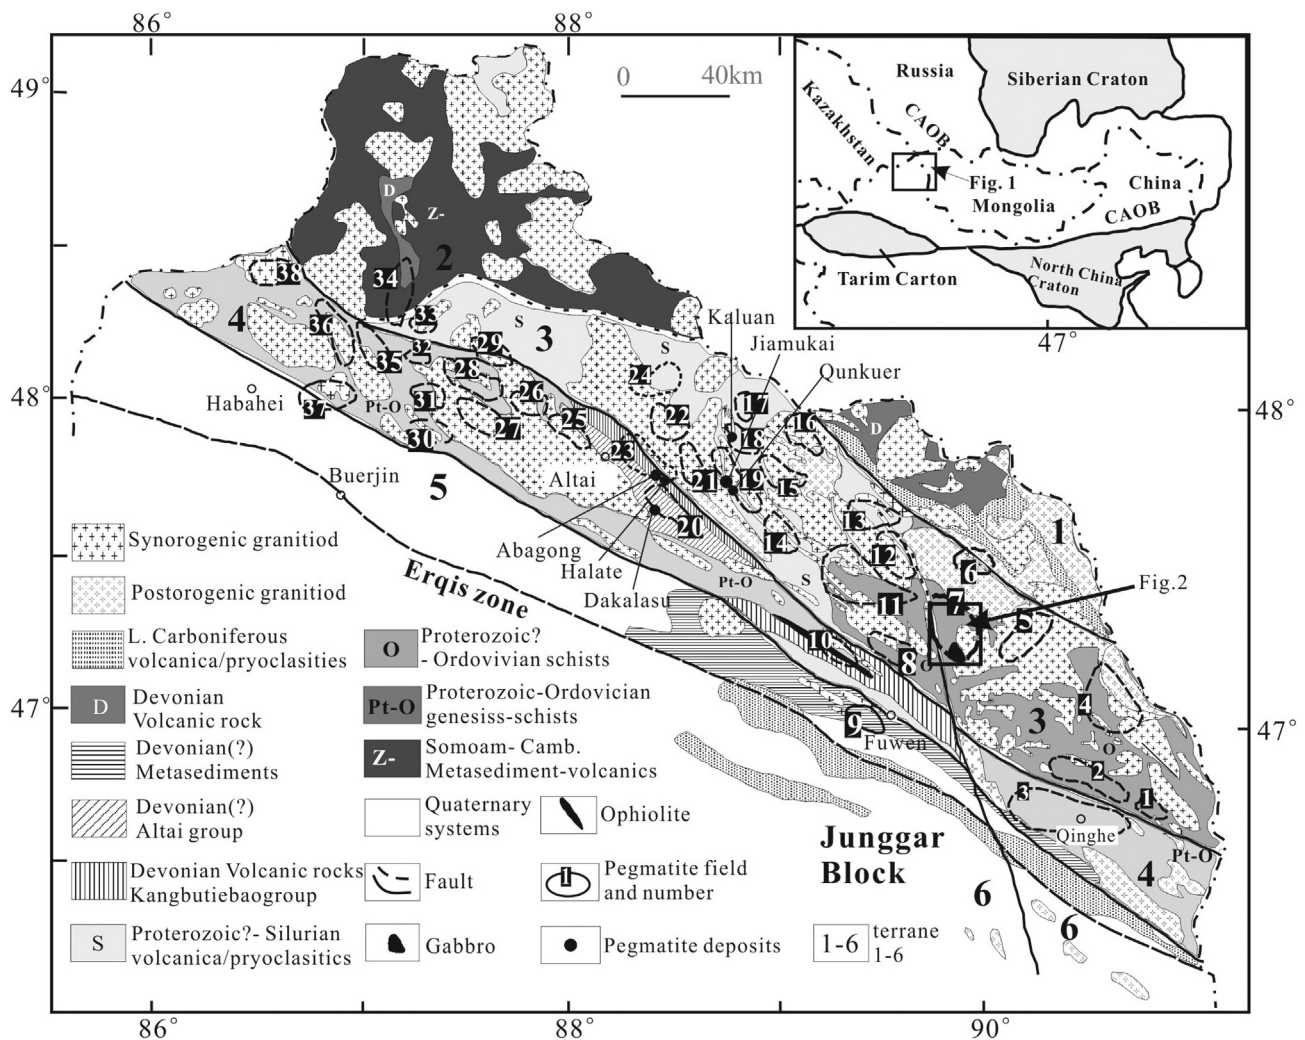 86°
88°
49°
0
40km
Russia
Siberian Craton
Kazakhstan
CAOB
Fig. 1
Mongolia
China
CAOB
Tarim Carton
North China
Craton
47°
D
Z-
2
38
34
33
4
36
32
35
S
3
29
28
S
Kaluan
Jiamukai
Qunkuer
48°
Habahei
37
Pt-O
31
26
24
22
17
16
D
48°
30
27
25
23
18
21
19
15
Buerjin
5
Altai
20
13
14
12
1
Abagong
Halate
Dakalasu
Pt-O
S
6
Fig.2
Erqis zone
11
7
5
10
8
O
4
47°
9
Fuwen
3
O
47°
2
3
1
Qinghe
Pt-O
4
Junggar
Block
6
6
Synorogenic granitiod
Postorogenic granitiod
L. Carboniferous
volcanica/pryoclasities
D
Devonian
Volcanic rock
Devonian(?)
Metasediments
Devonian(?)
Altai group
Devonian Volcanic rocks
Kangbutiebaogroup
S
Proterozoic?- Silurian
volcanica/pryoclasitics
O
Proterozoic?
- Ordovivian schists
Pt-O
Proterozoic-Ordovician
genesiss-schists
Z-
Somoam- Camb.
Metasediment-volcanics
Quaternary
systems
Ophiolite
Fault
1
Pegmatite field
and number
Gabbro
Pegmatite deposits
1-6
terrane
1-6
86°
88°
90°